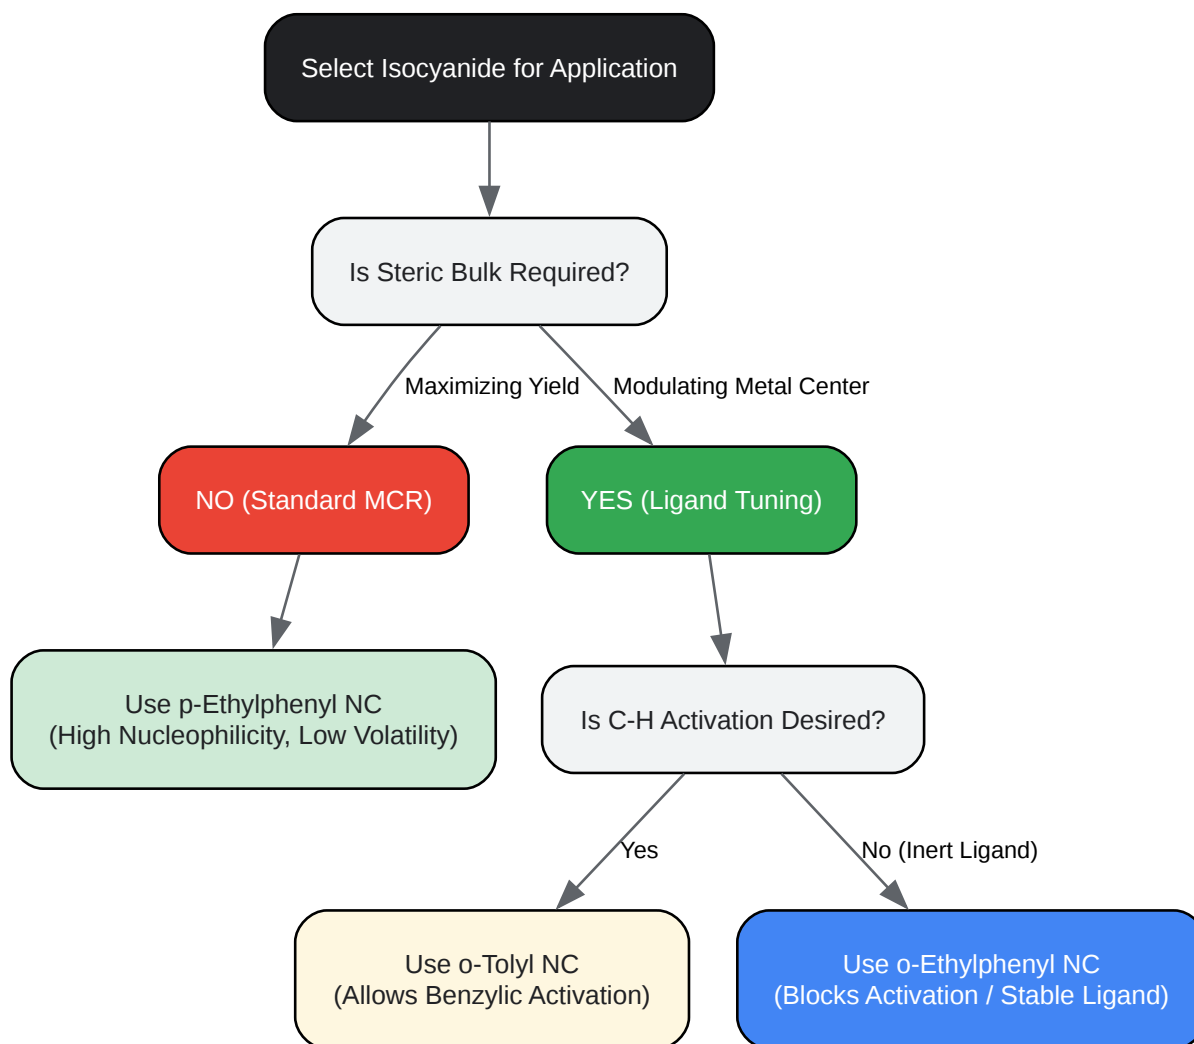 Select Isocyanide for Application
Is Steric Bulk Required?
Maximizing Yield
Modulating Metal Center
NO (Standard MCR)
YES (Ligand Tuning)
Use p-Ethylphenyl NC
(High Nucleophilicity, Low Volatility)
Is C-H Activation Desired?
Yes
No (Inert Ligand)
Use o-Tolyl NC
(Allows Benzylic Activation)
Use o-Ethylphenyl NC
(Blocks Activation / Stable Ligand)